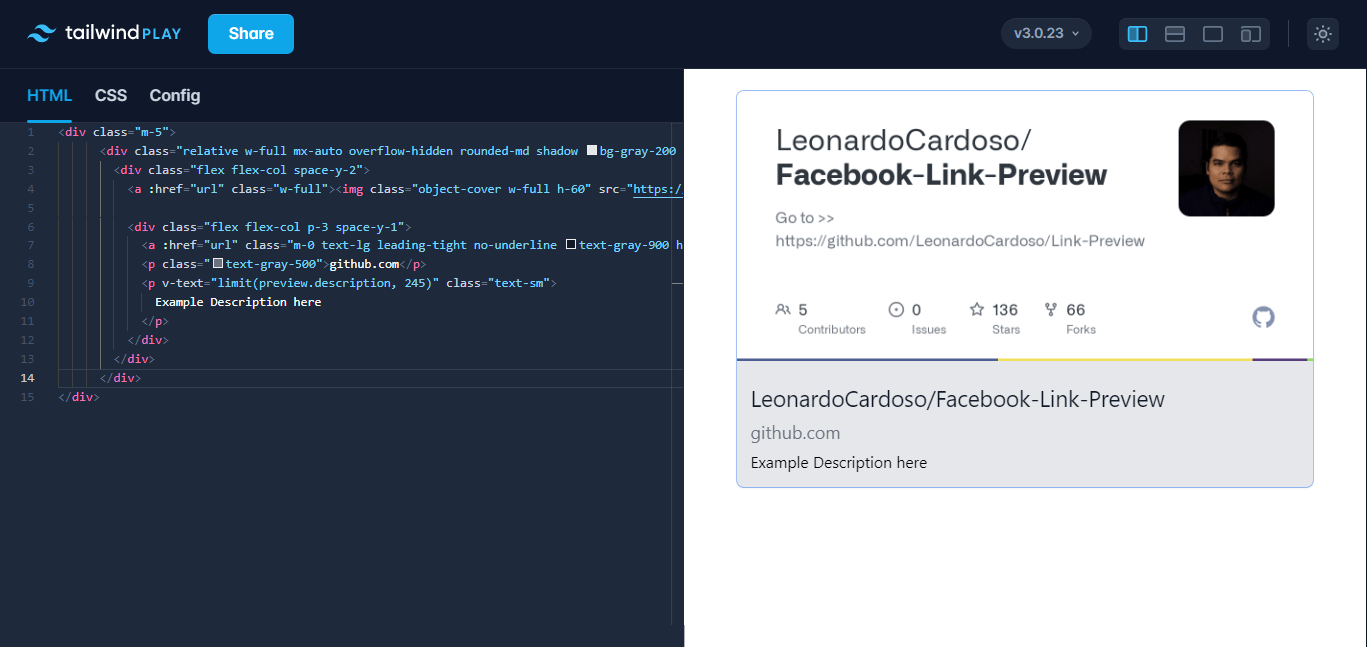 tailwind PLAY
Share
v3.0.23
HTML CSS Config
1 <div class="m-5">
2 <div class="relative w-full mx-auto overflow-hidden rounded-md shadow bg-gray-200
3 <div class="flex flex-col space-y-2">
4 <a :href="url" class="w-full"><img class="object-cover w-full h-60" src="https:/
5
6 <div class="flex flex-col p-3 space-y-1">
7 <a :href="url" class="m-0 text-lg leading-tight no-underline text-gray-900 h
8 <p class="text-gray-500">github.com</p>
9 <p v-text="limit(preview.description, 245)" class="text-sm">
10 Example Description here
11 </p>
12 </div>
13 </div>
14 </div>
15 </div>
LeonardoCardoso/
Facebook-Link-Preview
Go to >>
https://github.com/LeonardoCardoso/Link-Preview
5 0 136 66
Contributors Issues Stars Forks
LeonardoCardoso/Facebook-Link-Preview
github.com
Example Description here